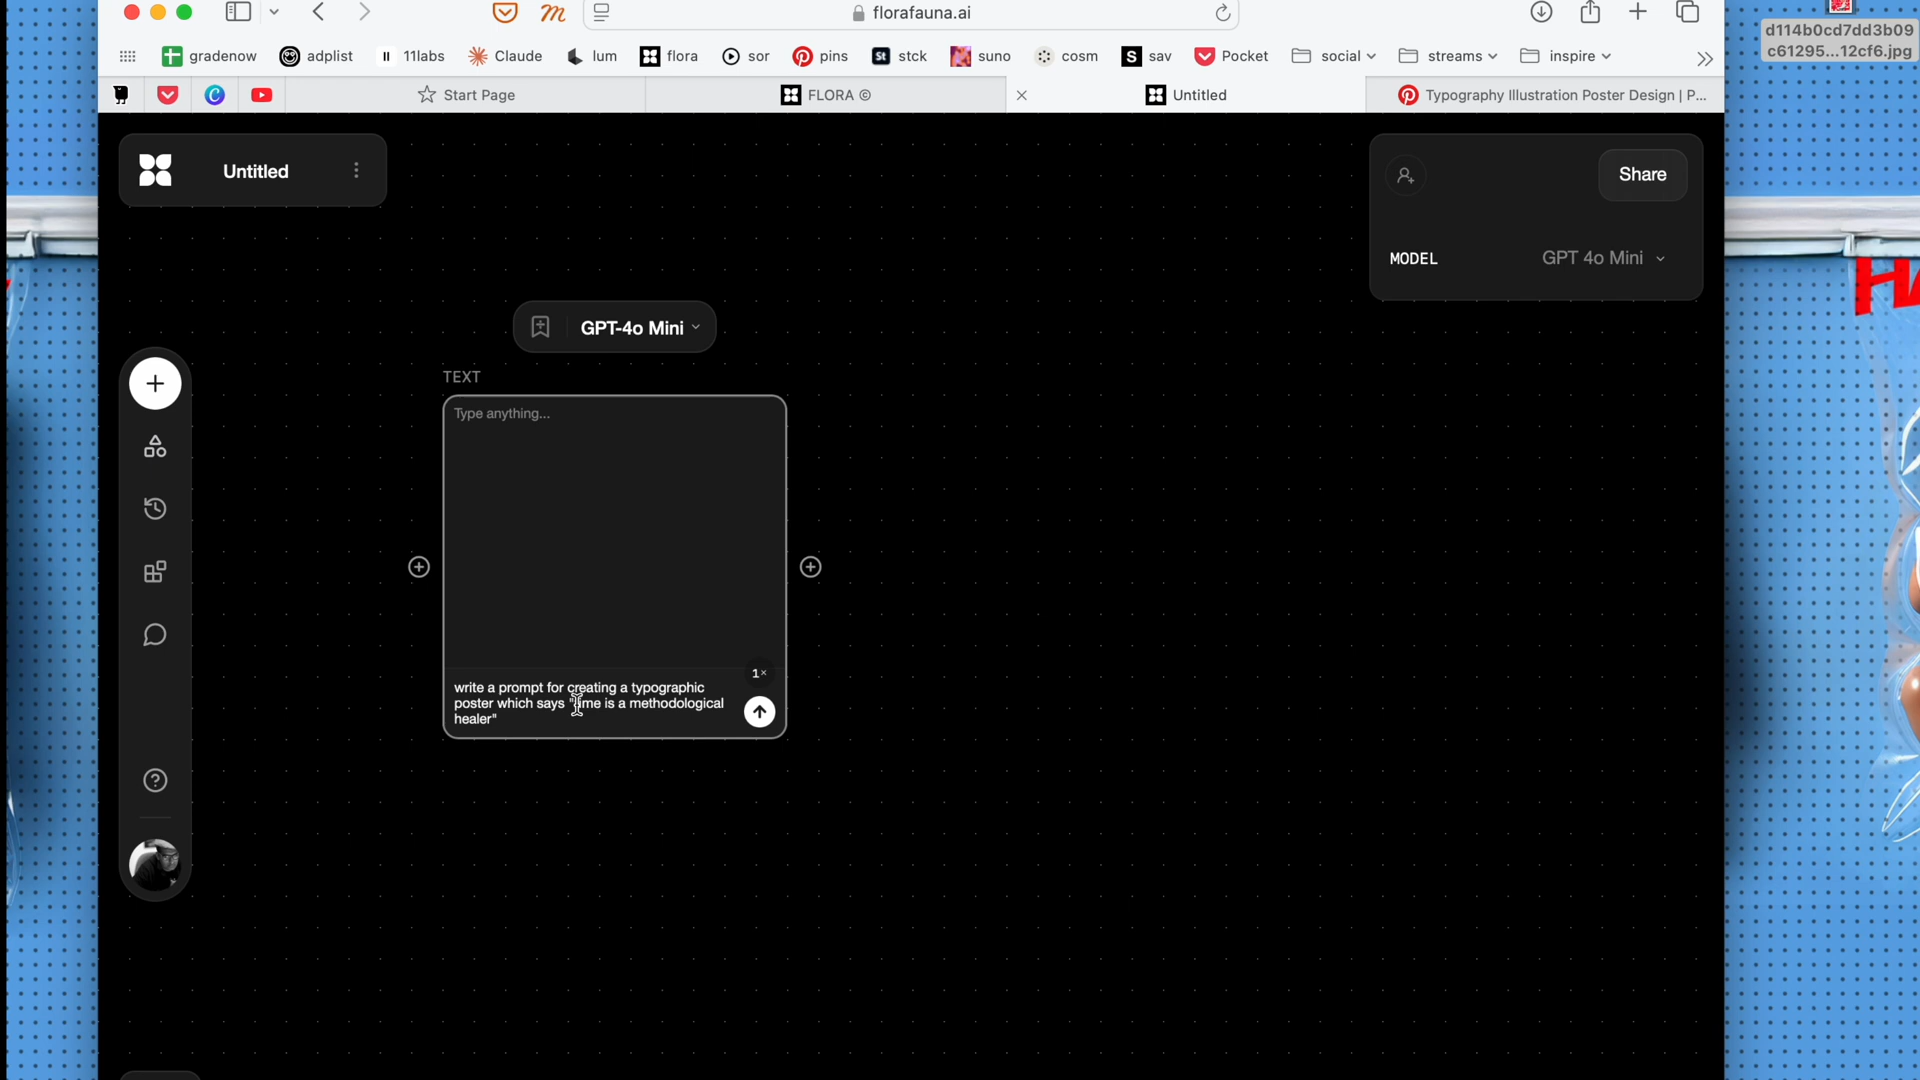 florafauna.ai
d114b0cd7dd3b09
c61295...12cf6.jpg
gradenow
adplist
11labs
Claude
lum
flora
sor
pins
stck
suno
cosm
sav
Pocket
social
streams
inspire
Start Page
FLORA ©
Untitled
Typography Illustration Poster Design | P...
Untitled
Share
MODEL
GPT 4o Mini
GPT-4o Mini
TEXT
Type anything...
1×
write a prompt for creating a typographic
poster which says "time is a methodological
healer"